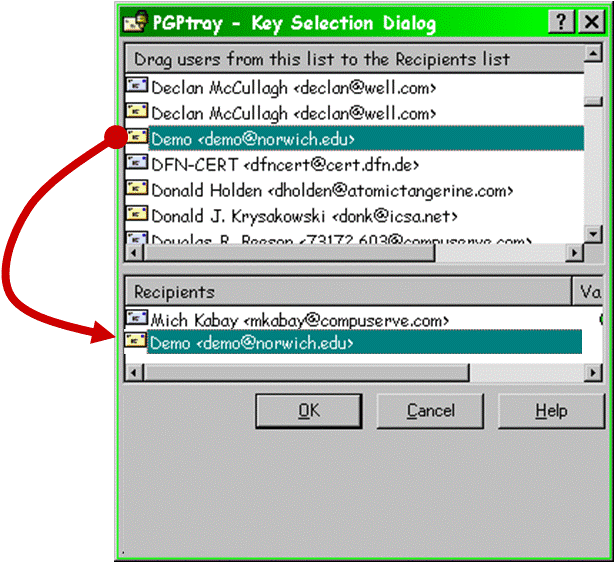 PGPtray - Key Selection Dialog
Drag users from this list to the Recipients list
Declan McCullagh <declan@well.com>
Declan McCullagh <declan@well.com>
Demo <demo@norwich.edu>
DFN-CERT <dfncert@cert.dfn.de>
Donald Holden <dholden@atomictangerine.com>
Donald J. Krysakowski <donk@icsa.net>
Douglas R. Reeson <73172.603@compuserve.com>
Recipients Va
Mich Kabay <mkabay@compuserve.com>
Demo <demo@norwich.edu>
OK Cancel Help